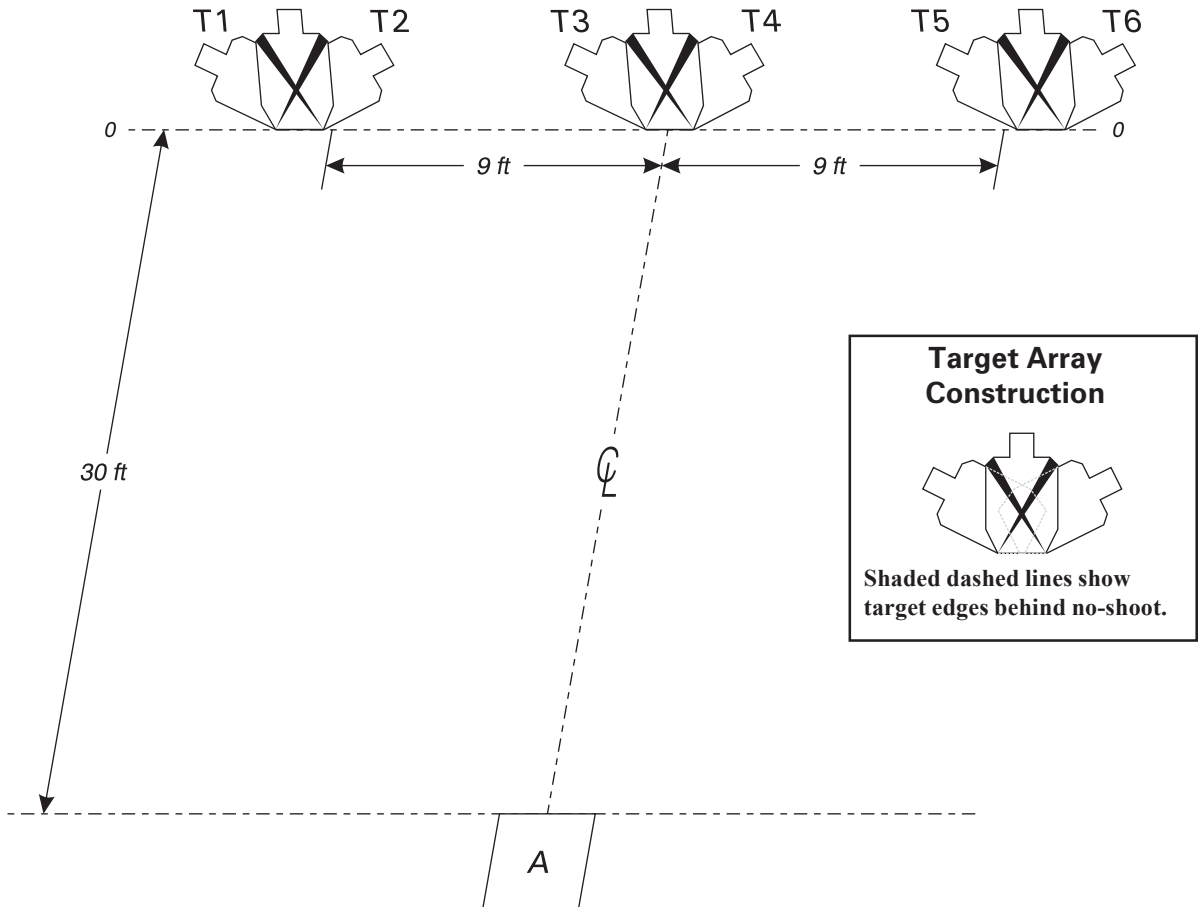 T1 T2 T3 T4 T5 T6
0 0
9 ft 9 ft
Target Array
Construction
30 ft
CL
Shaded dashed lines show
target edges behind no-shoot.
A